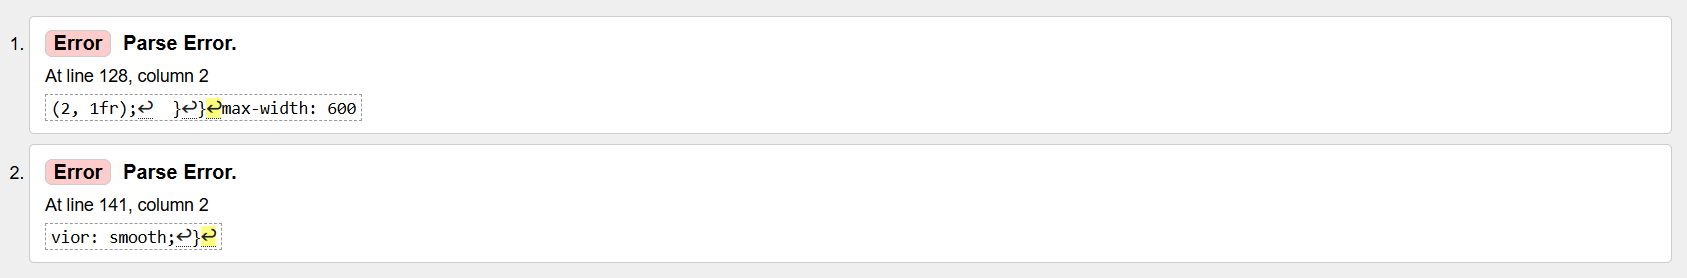 1. Error Parse Error.
At line 128, column 2
(2, 1fr);↩  }↩}↩max-width: 600
2. Error Parse Error.
At line 141, column 2
vior: smooth;↩}↩